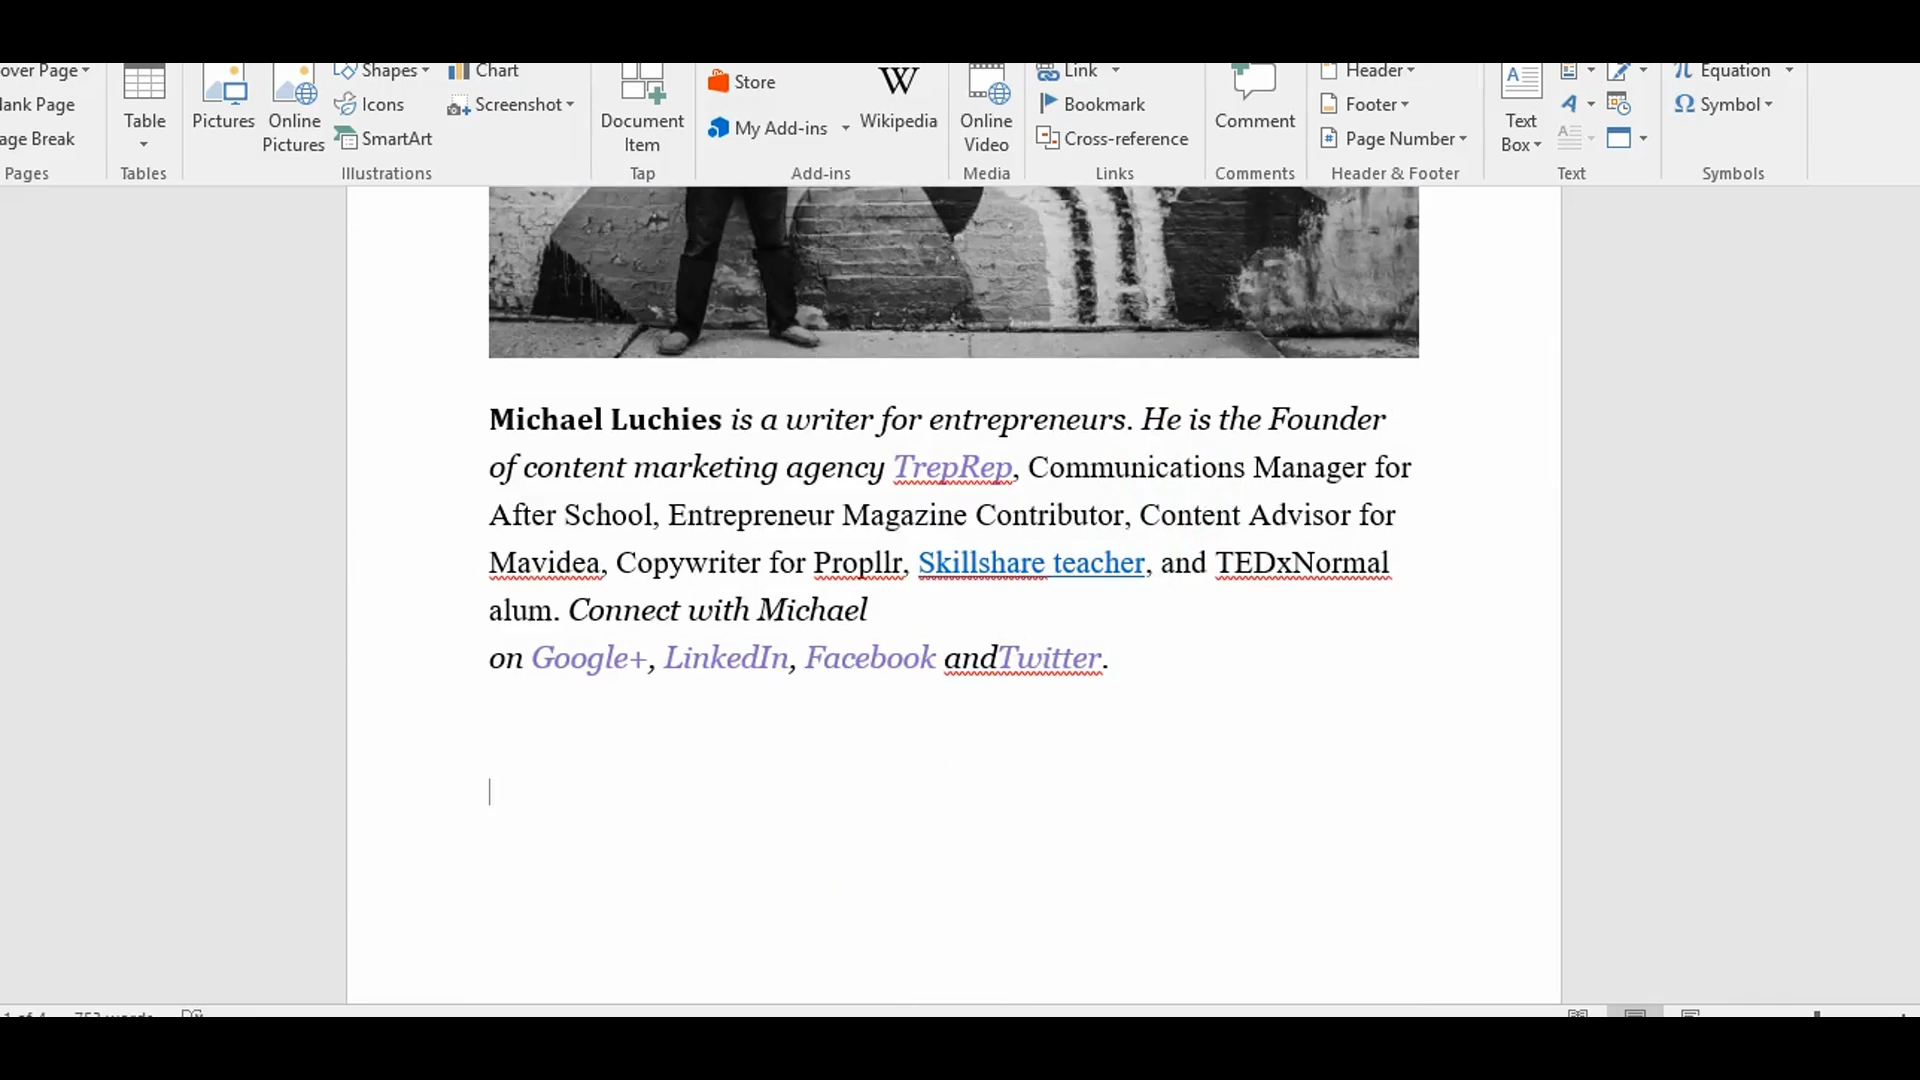 over Page
Shapes
Chart
Store
Link
Header
Equation
lank Page
Table
Pictures
Online Pictures
Icons
Screenshot
Document Item
My Add-ins
W
Wikipedia
Online Video
Bookmark
Comment
Footer
Text Box
A
Ω Symbol
age Break
SmartArt
Cross-reference
# Page Number
Pages
Tables
Illustrations
Tap
Add-ins
Media
Links
Comments
Header & Footer
Text
Symbols
Michael Luchies is a writer for entrepreneurs. He is the Founder
of content marketing agency TrepRep, Communications Manager for
After School, Entrepreneur Magazine Contributor, Content Advisor for
Mavidea, Copywriter for Propllr, Skillshare teacher, and TEDxNormal
alum. Connect with Michael
on Google+, LinkedIn, Facebook andTwitter.